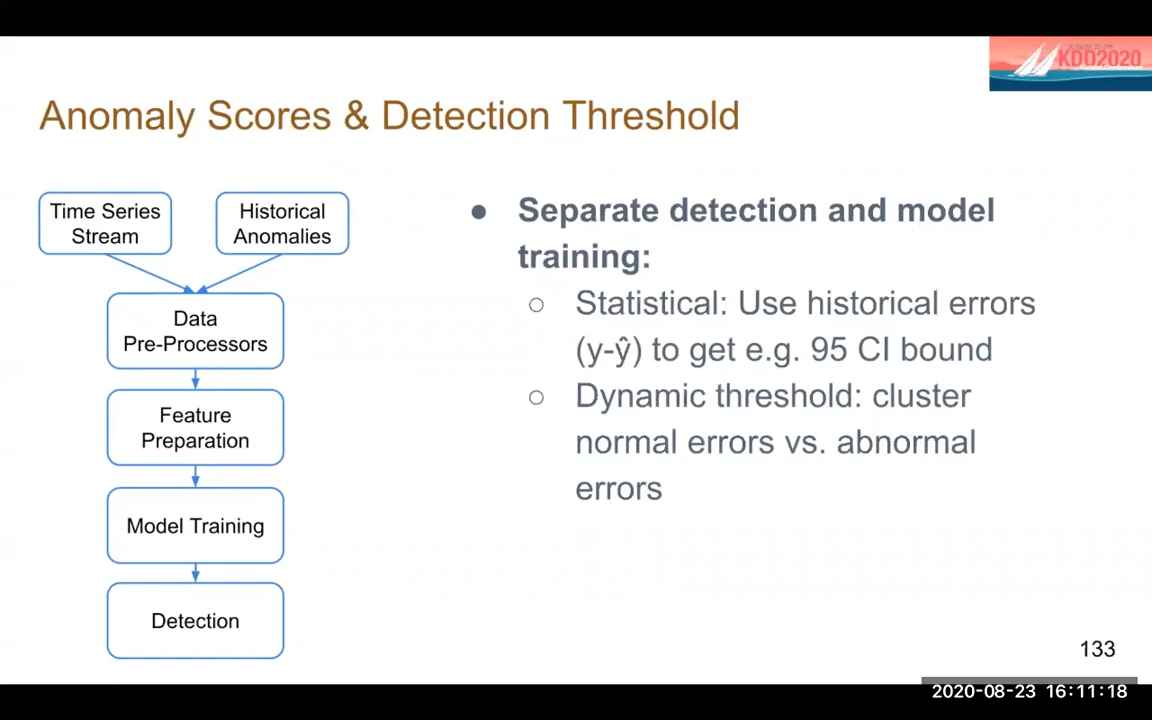 KDD2020
Anomaly Scores & Detection Threshold
Time Series
Stream
Historical
Anomalies
Data
Pre-Processors
Feature
Preparation
Model Training
Detection
● Separate detection and model
training:
○ Statistical: Use historical errors
(y-ŷ) to get e.g. 95 CI bound
○ Dynamic threshold: cluster
normal errors vs. abnormal
errors
133
2020-08-23 16:11:18